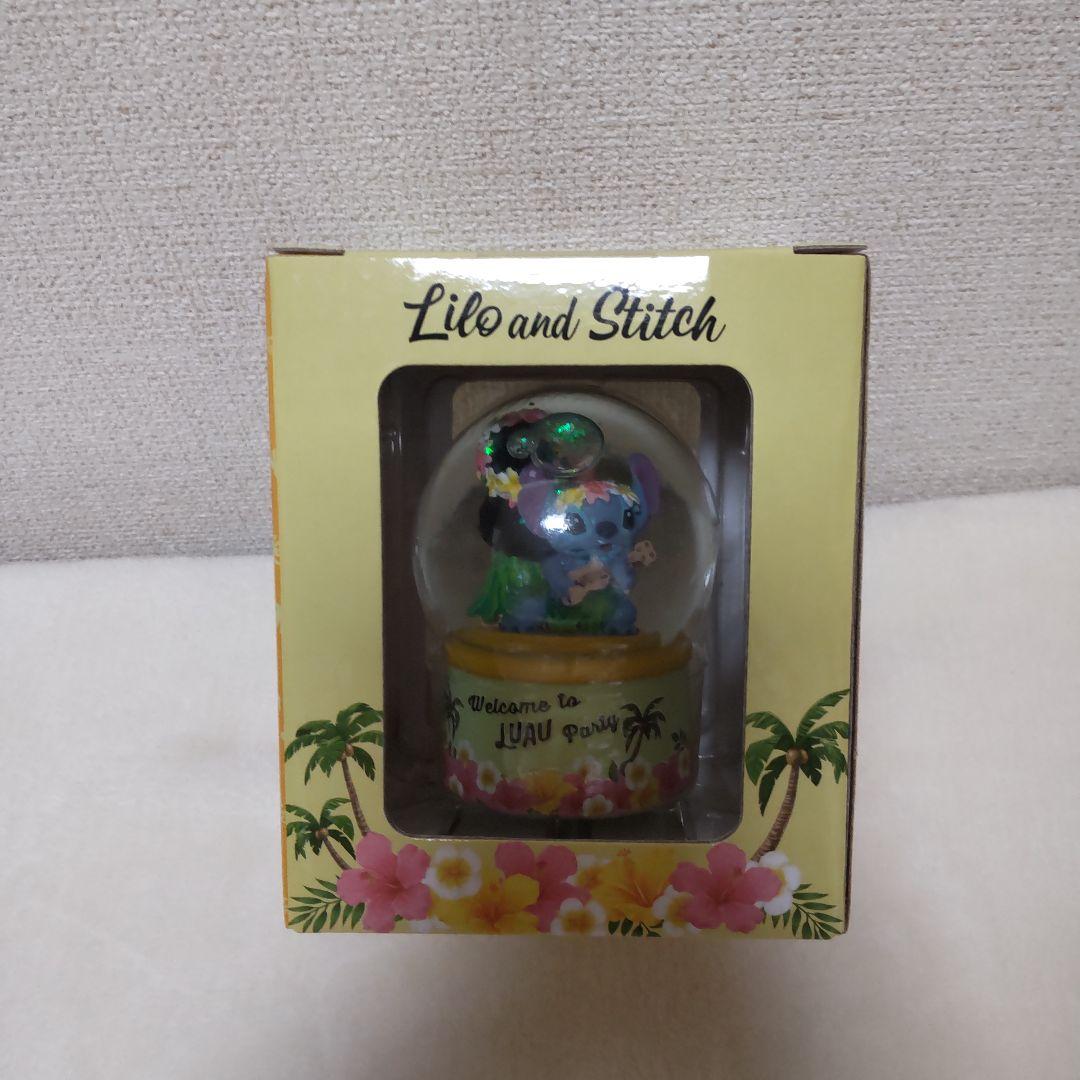 Lilo and Stitch
Welcome to
LUAU Party